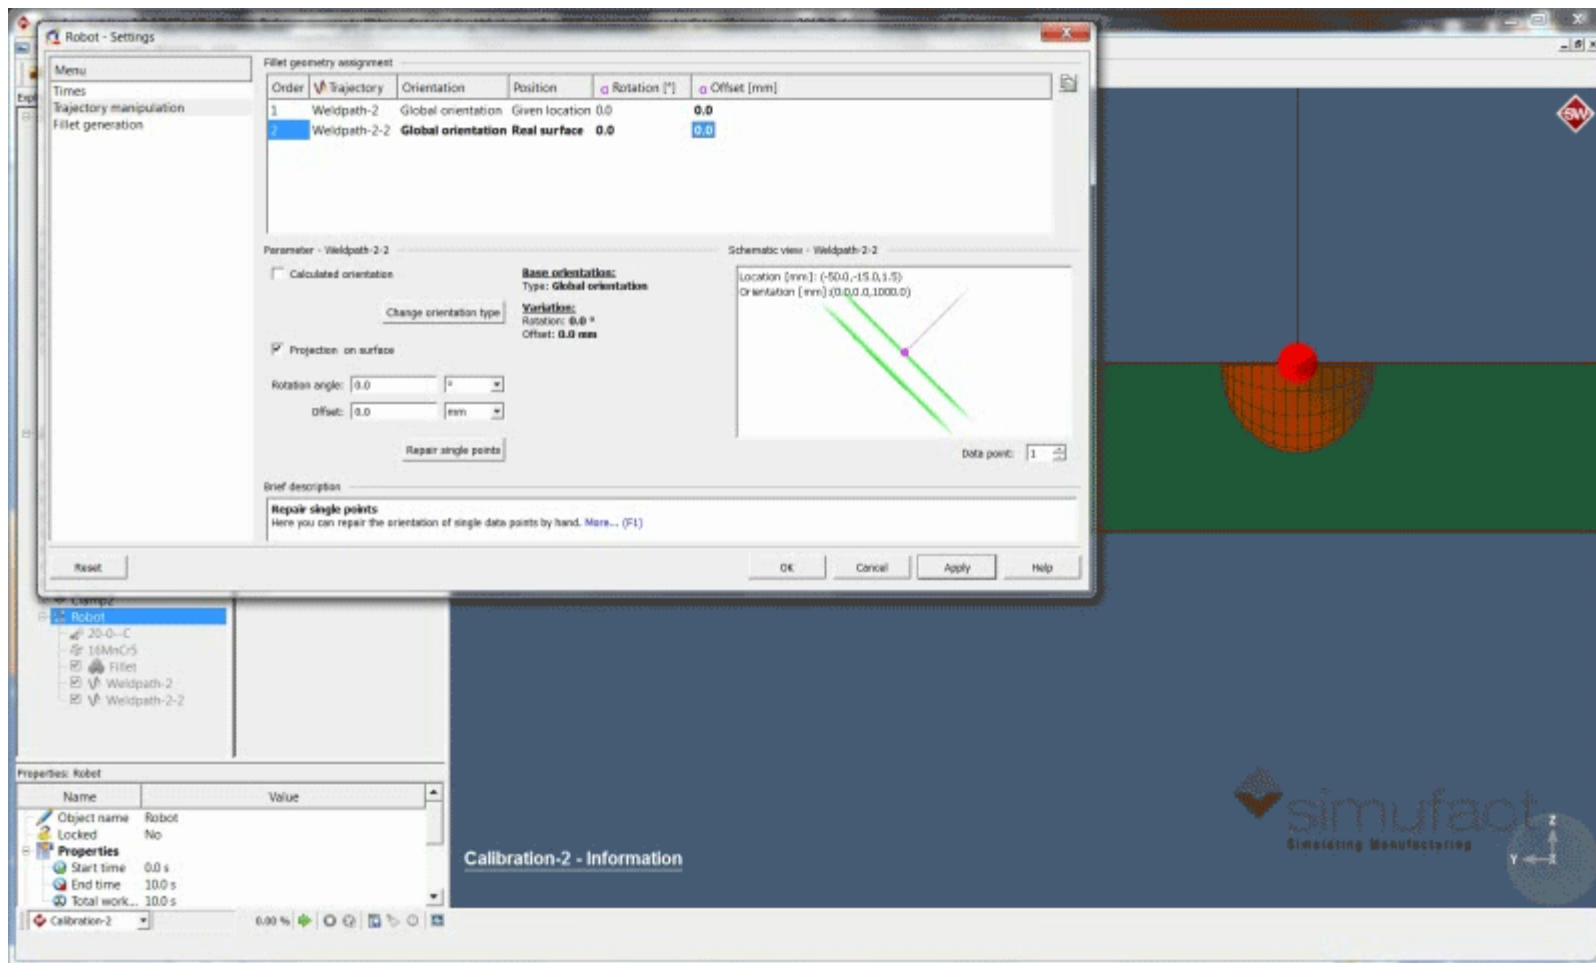 Robot - Settings
Menu
Times
Trajectory manipulation
Fillet generation
Fillet geometry assignment
Order Trajectory Orientation Position α Rotation [°] α Offset [mm]
1 Weldpath-2 Global orientation Given location 0.0 0.0
2 Weldpath-2-2 Global orientation Real surface 0.0 0.0
Parameter - Weldpath-2-2
Calculated orientation
Change orientation type
Base orientation:
Type: Global orientation
Variation:
Rotation: 0.0 °
Offset: 0.0 mm
Projection on surface
Rotation angle: 0.0 °
Offset: 0.0 mm
Repair single points
Schematic view - Weldpath-2-2
Location [mm]: (-50.0,-15.0,1.5)
Orientation [mm]:(0.0,0.0,1000.0)
Data point: 1
Brief description
Repair single points
Here you can repair the orientation of single data points by hand. More... (F1)
Reset
OK Cancel Apply Help
SW
Clamp2
Robot
20-0--C
16MnCr5
Fillet
Weldpath-2
Weldpath-2-2
Properties: Robot
Name Value
Object name Robot
Locked No
Properties
Start time 0.0 s
End time 10.0 s
Total work... 10.0 s
Calibration-2
0.00 %
Calibration-2 - Information
simufact
Simulating Manufacturing
Z
Y
X